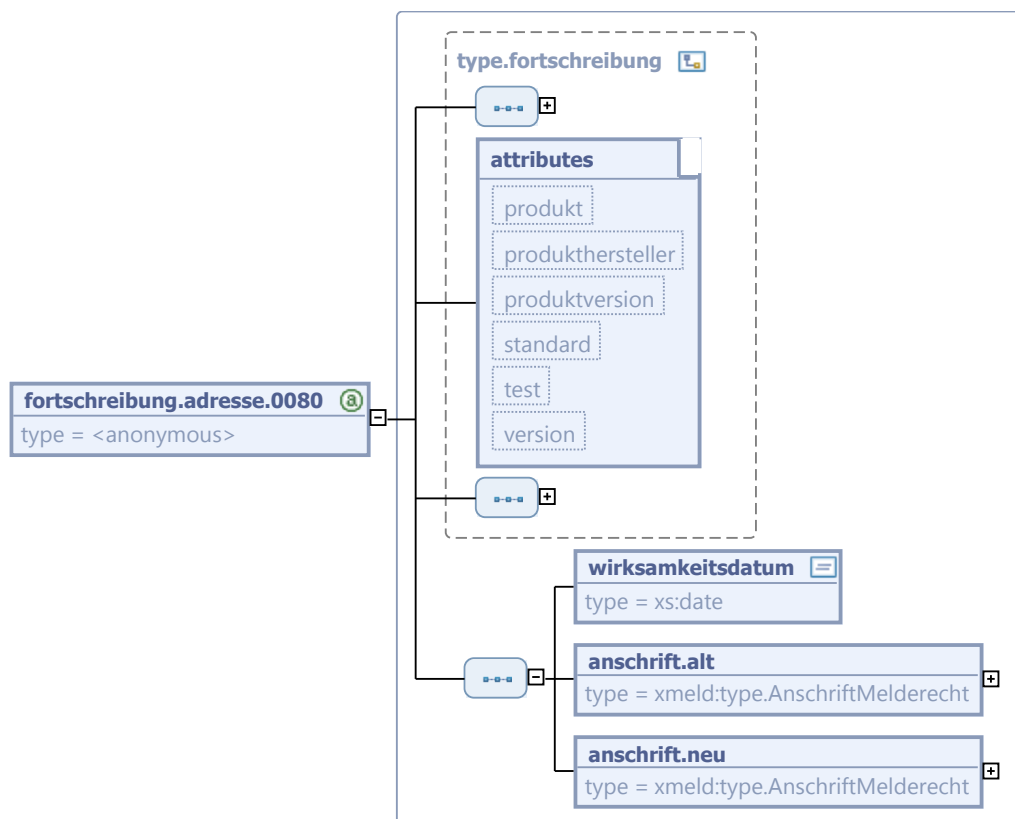 type.fortschreibung
attributes
produkt
produkthersteller
produktversion
standard
test
version
fortschreibung.adresse.0080 a
type = <anonymous>
wirksamkeitsdatum
type = xs:date
anschrift.alt
type = xmeld:type.AnschriftMelderecht
anschrift.neu
type = xmeld:type.AnschriftMelderecht